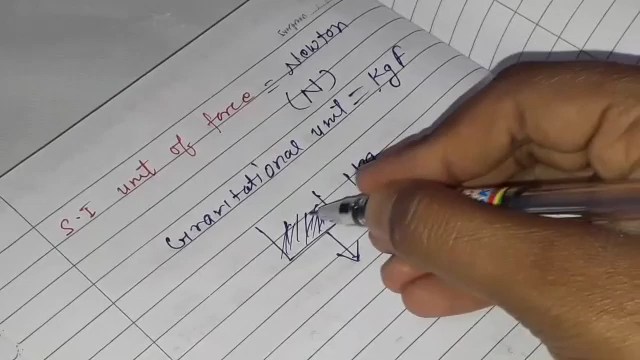 S.I unit of force = Newton
(N)
Gravitational unit = Kgf